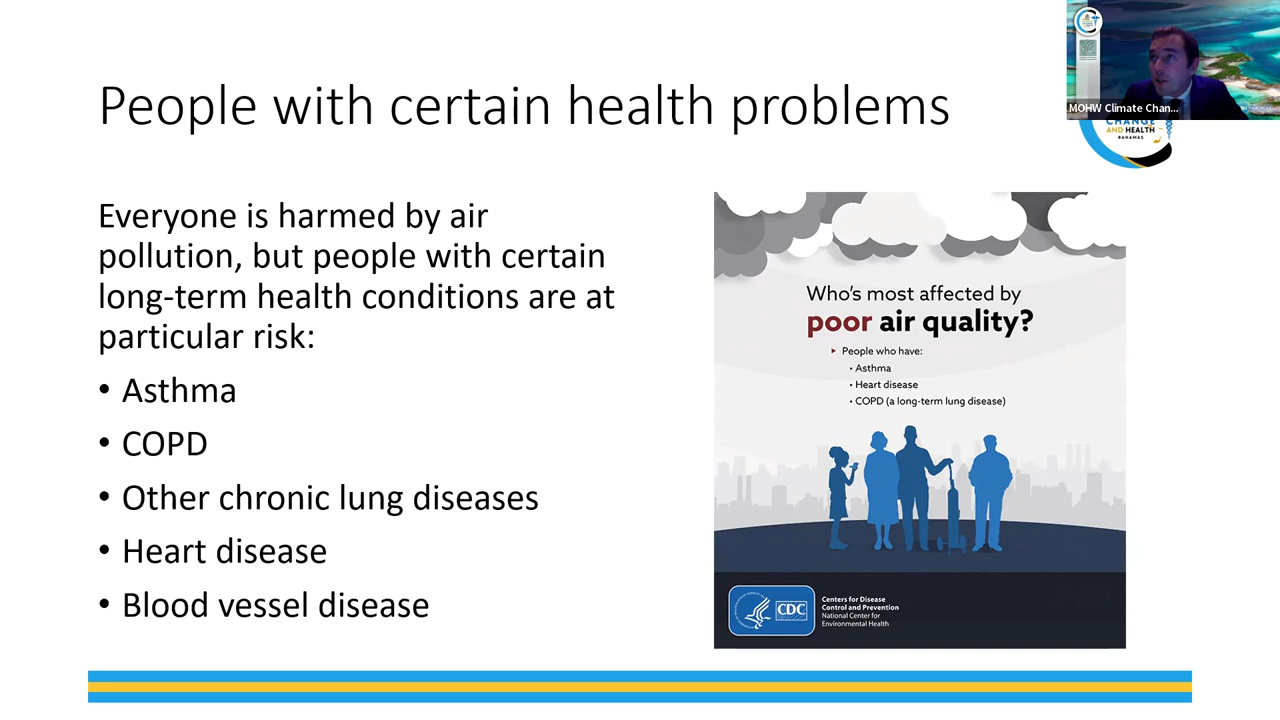 People with certain health problems
MOHW Climate Chan...
CHANGE
AND HEALTH
BAHAMAS
Everyone is harmed by air
pollution, but people with certain
long-term health conditions are at
particular risk:
• Asthma
• COPD
• Other chronic lung diseases
• Heart disease
• Blood vessel disease
Who's most affected by
poor air quality?
People who have:
• Asthma
• Heart disease
• COPD (a long-term lung disease)
CDC
Centers for Disease
Control and Prevention
National Center for
Environmental Health